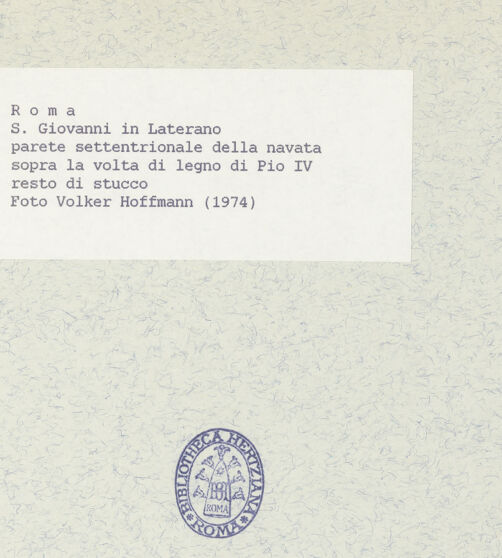 R o m a
S. Giovanni in Laterano
parete settentrionale della navata
sopra la volta di legno di Pio IV
resto di stucco
Foto Volker Hoffmann (1974)
BIBLIOTHECA HERTZIANA
BH
ROMA
* ROMA *